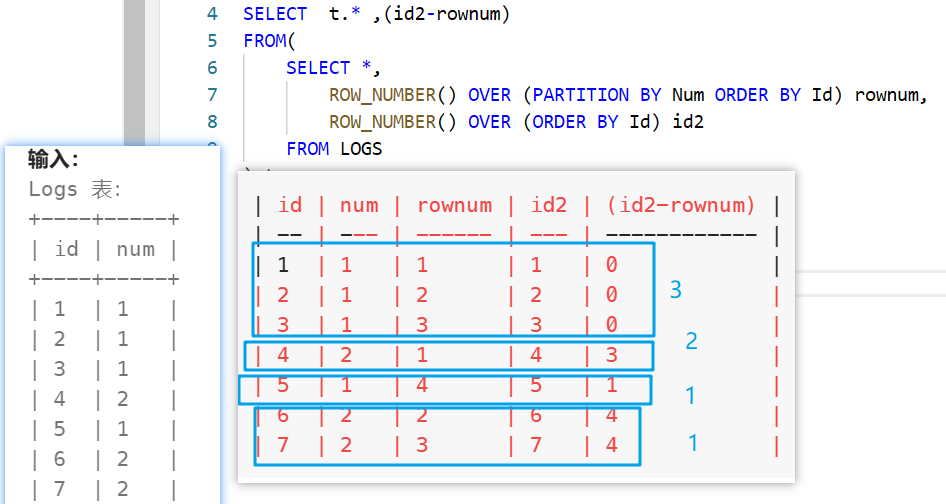 4 SELECT t.* ,(id2-rownum)
5 FROM(
6 SELECT *,
7 ROW_NUMBER() OVER (PARTITION BY Num ORDER BY Id) rownum,
8 ROW_NUMBER() OVER (ORDER BY Id) id2
FROM LOGS
输入：
Logs 表:
+----+-----+
| id | num |
+----+-----+
| 1 | 1 |
| 2 | 1 |
| 3 | 1 |
| 4 | 2 |
| 5 | 1 |
| 6 | 2 |
| 7 | 2 |
| id | num | rownum | id2 | (id2-rownum) |
| -- | --- | ------ | --- | ------------ |
| 1 | 1 | 1 | 1 | 0 |
| 2 | 1 | 2 | 2 | 0 | 3
| 3 | 1 | 3 | 3 | 0 |
| 4 | 2 | 1 | 4 | 3 | 2
| 5 | 1 | 4 | 5 | 1 | 1
| 6 | 2 | 2 | 6 | 4 |
| 7 | 2 | 3 | 7 | 4 | 1